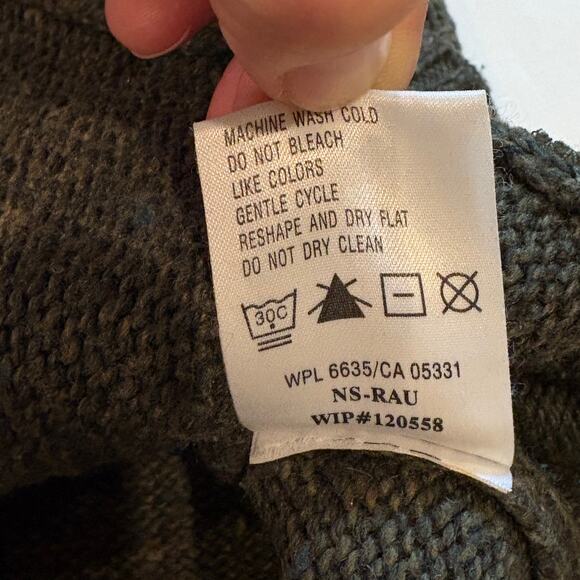 MACHINE WASH COLD
DO NOT BLEACH
LIKE COLORS
GENTLE CYCLE
RESHAPE AND DRY FLAT
DO NOT DRY CLEAN
30C
WPL 6635/CA 05331
NS-RAU
WIP#120558